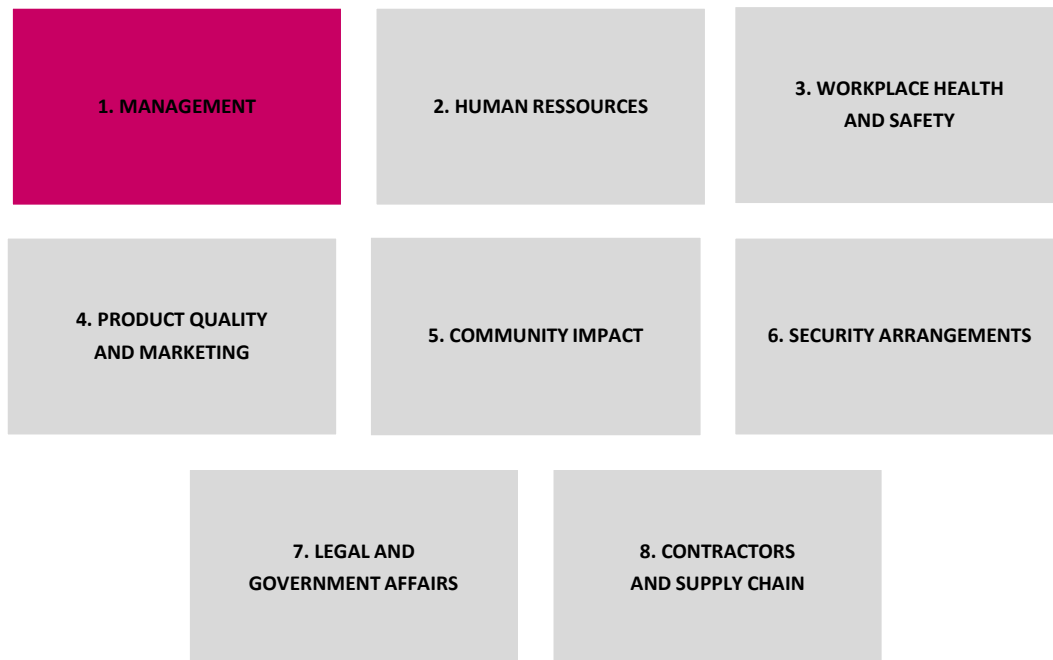 1. MANAGEMENT
2. HUMAN RESSOURCES
3. WORKPLACE HEALTH
AND SAFETY
4. PRODUCT QUALITY
AND MARKETING
5. COMMUNITY IMPACT
6. SECURITY ARRANGEMENTS
7. LEGAL AND
GOVERNMENT AFFAIRS
8. CONTRACTORS
AND SUPPLY CHAIN